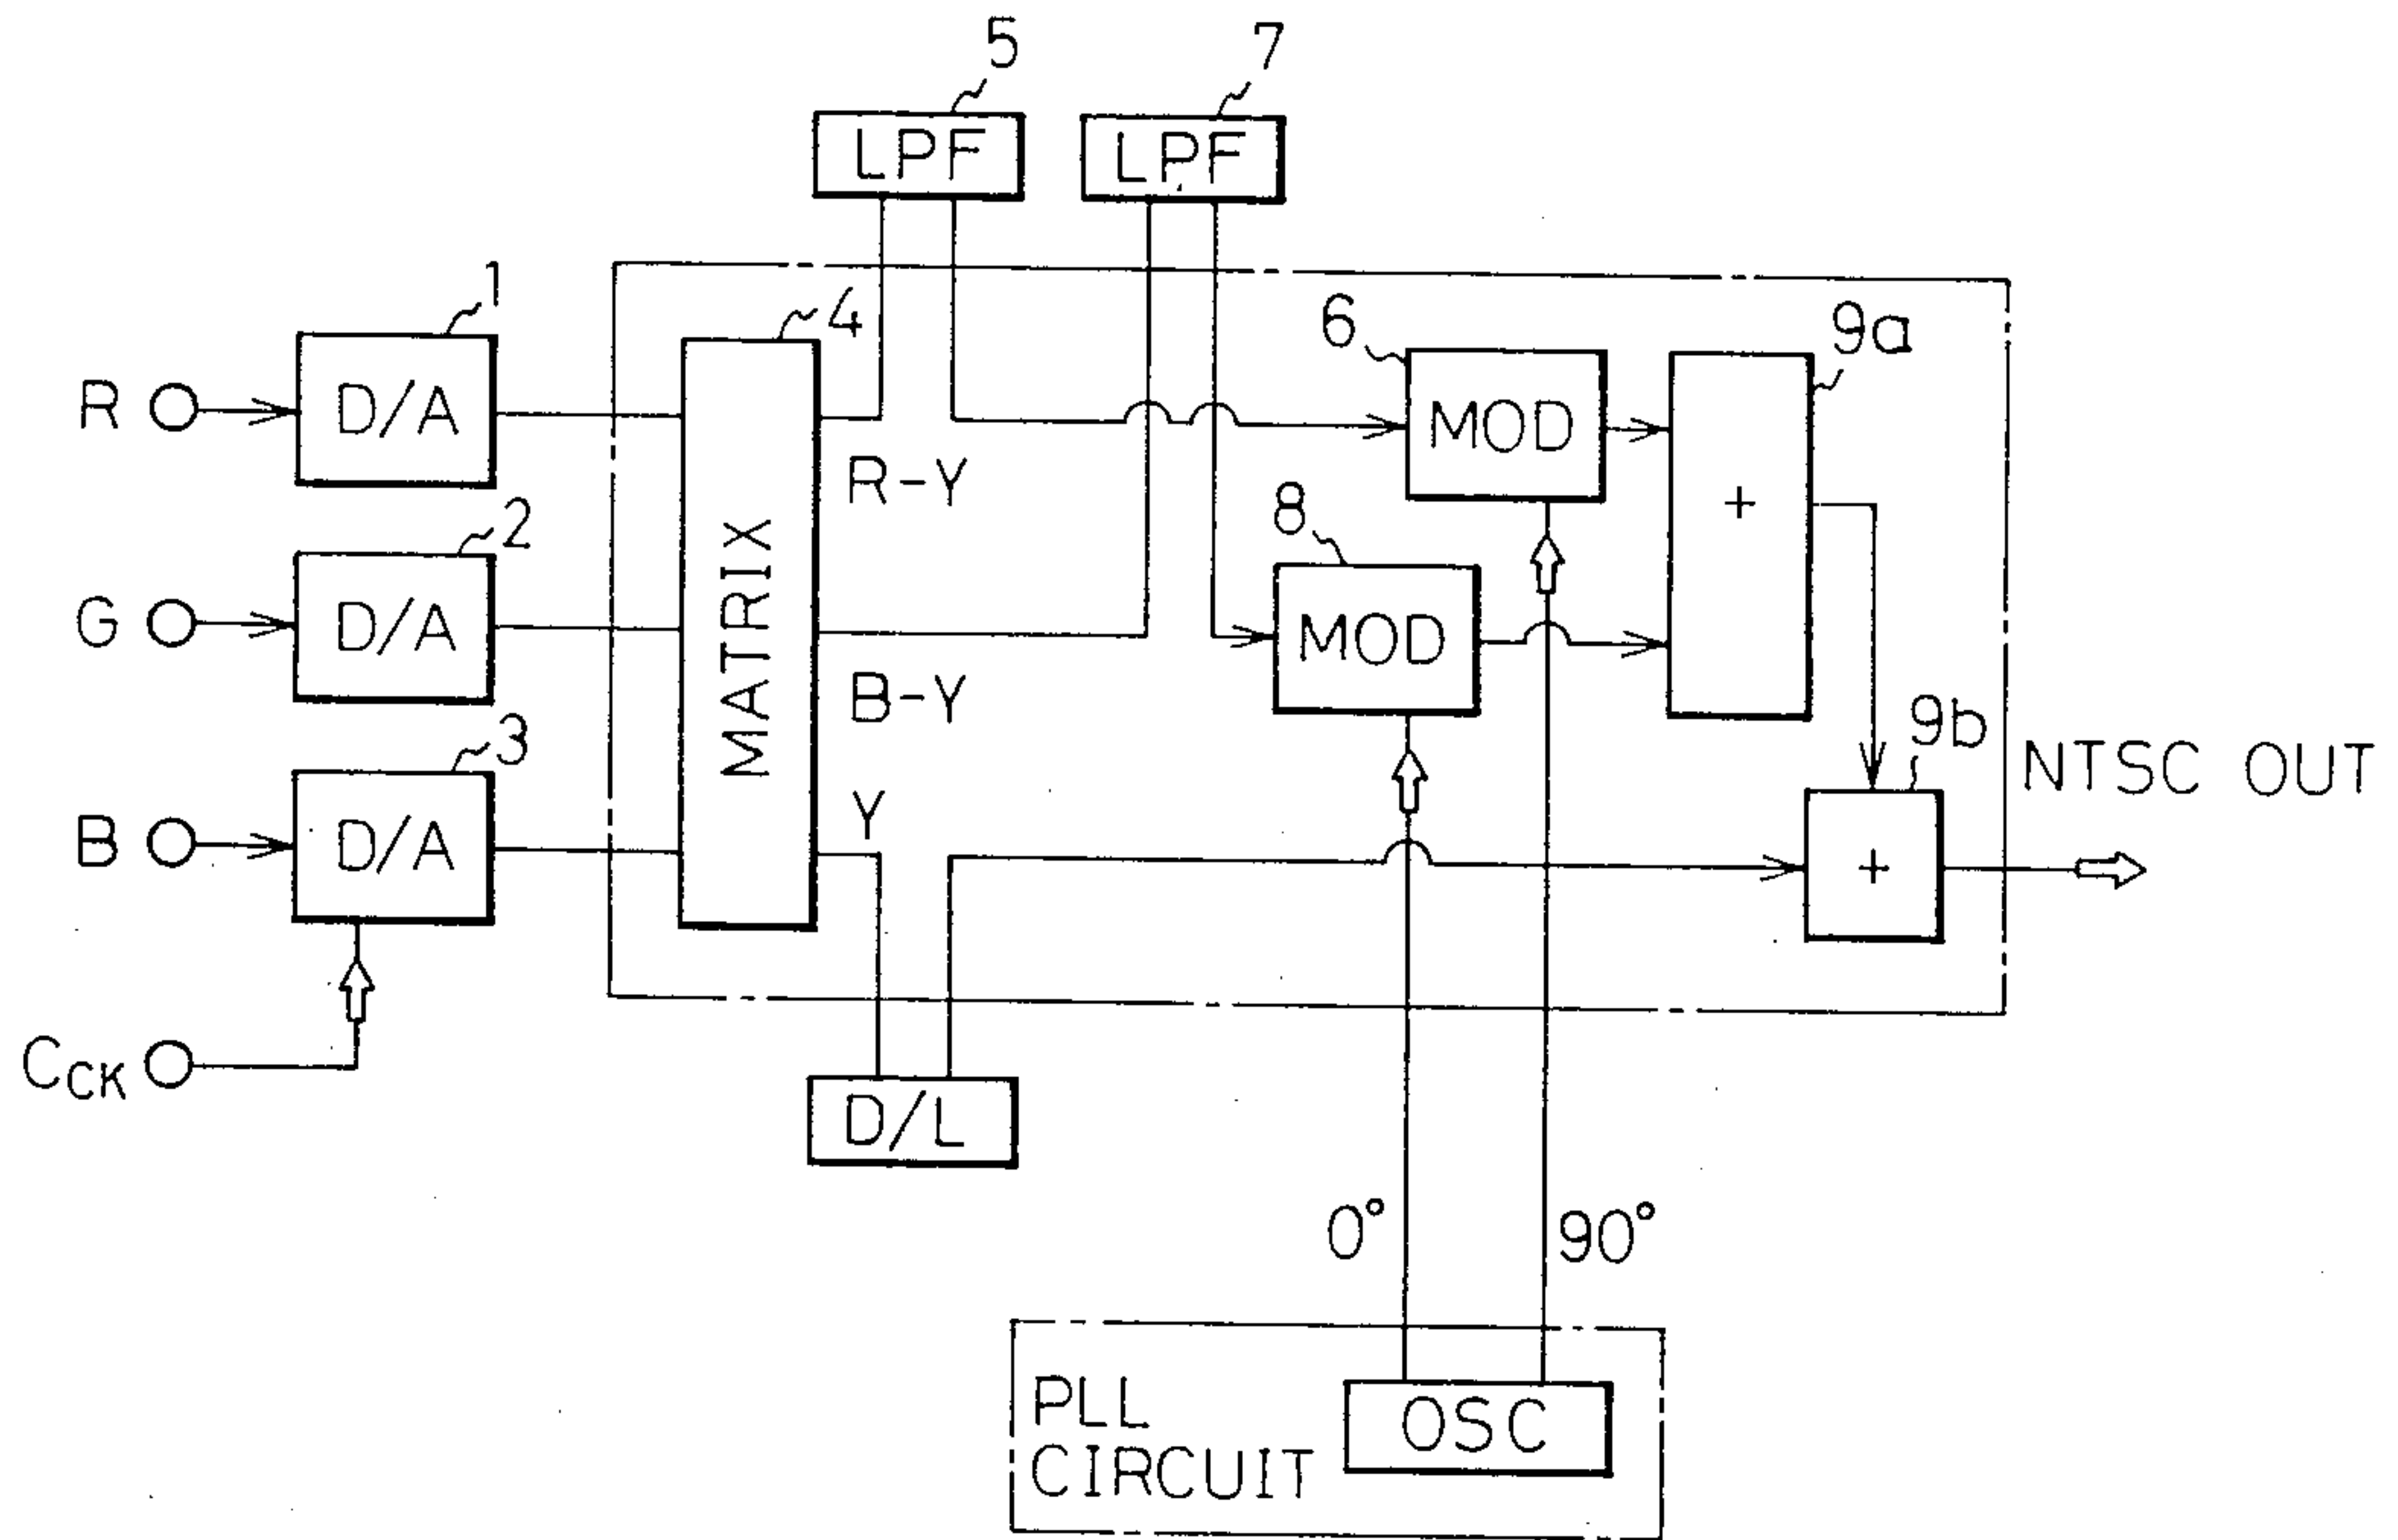 5
7
LPF
LPF
1
4
6
9a
R
D/A
MOD
R-Y
+
2
8
G
D/A
MATRIX
MOD
B-Y
3
9b
NTSC OUT
Y
B
D/A
+
CCK
D/L
0°
90°
PLL
CIRCUIT
OSC